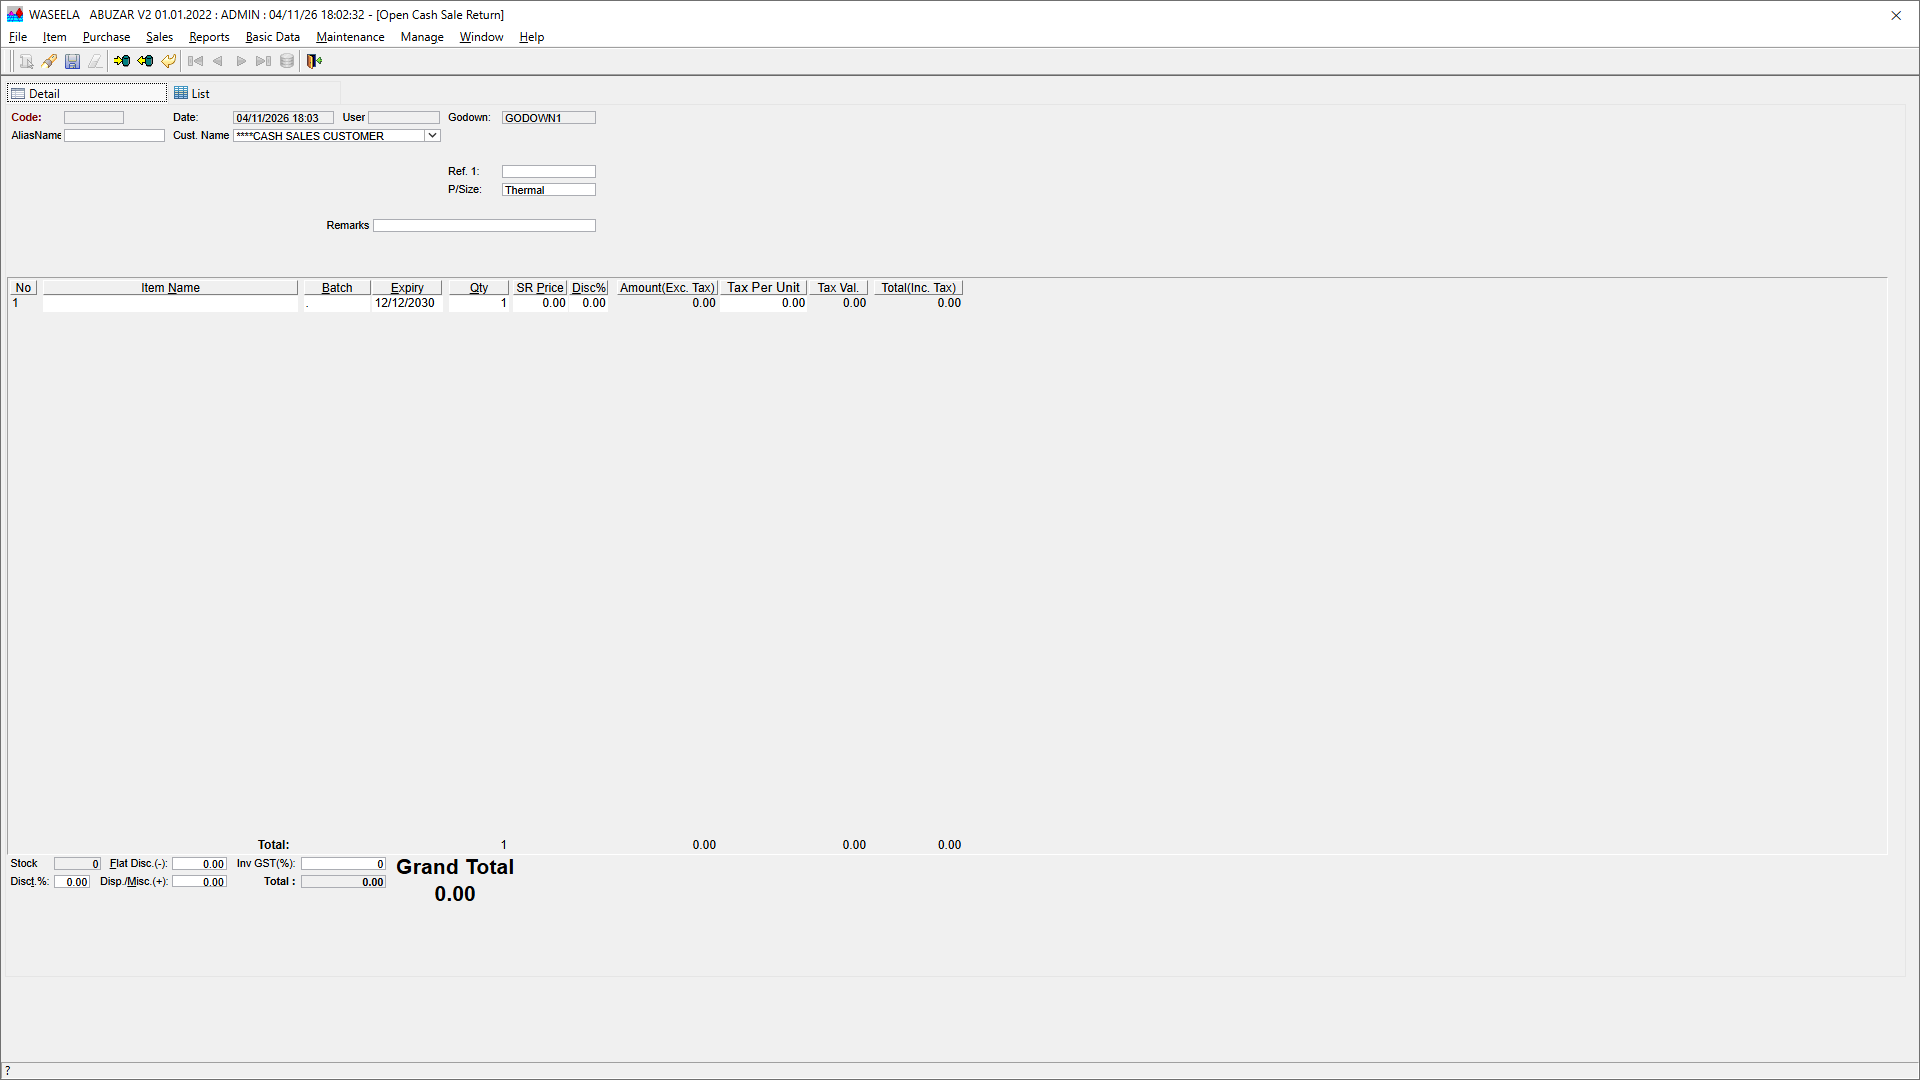 WASEELA ABUZAR V2 01.01.2022 : ADMIN : 04/11/26 18:02:32 - [Open Cash Sale Return]
File Item Purchase Sales Reports Basic Data Maintenance Manage Window Help
Detail List
Code: Date: 04/11/2026 18:03 User Godown: GODOWN1
AliasName Cust. Name ****CASH SALES CUSTOMER
Ref. 1:
P/Size: Thermal
Remarks
No Item Name Batch Expiry Qty SR Price Disc% Amount(Exc. Tax) Tax Per Unit Tax Val. Total(Inc. Tax)
1 . 12/12/2030 1 0.00 0.00 0.00 0.00 0.00 0.00
Total: 1 0.00 0.00 0.00
Stock 0 Flat Disc.(-): 0.00 Inv GST(%): 0 Grand Total
Disct.%: 0.00 Disp./Misc.(+): 0.00 Total : 0.00 0.00
?